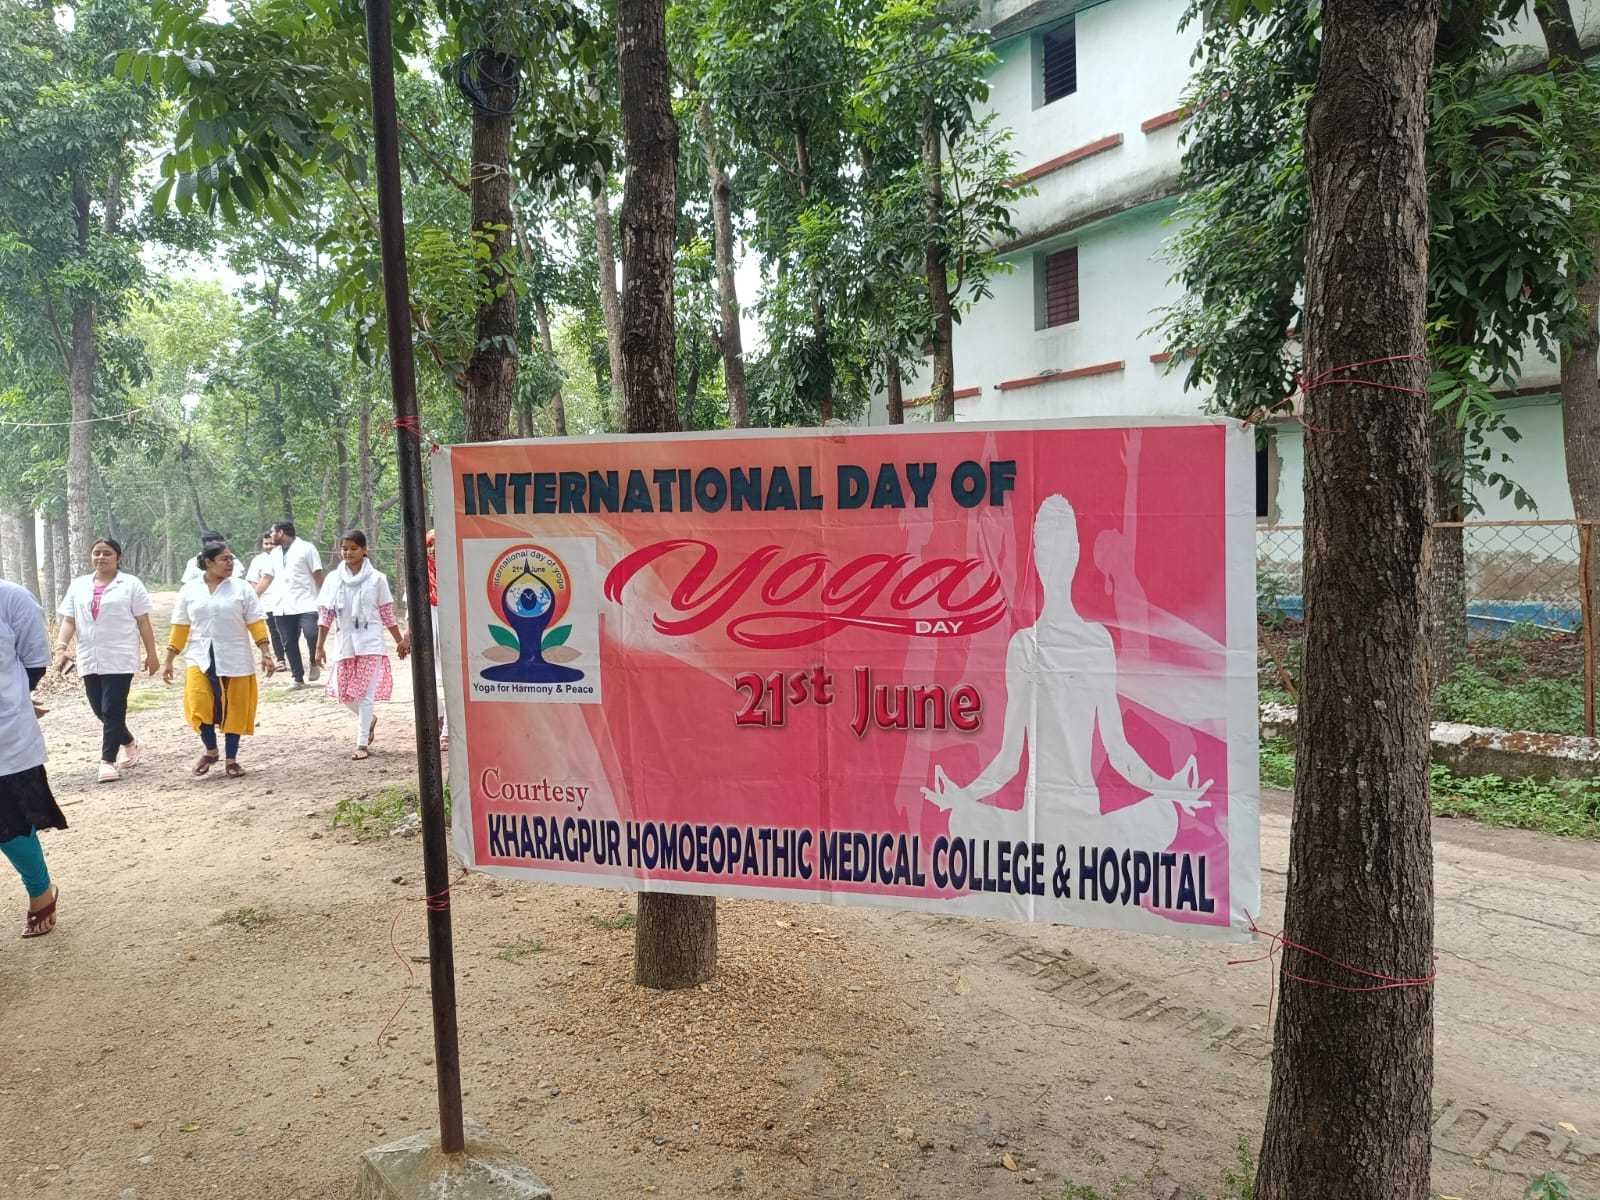 INTERNATIONAL DAY OF
Yoga
DAY
21st June
international day of yoga
21st June
Yoga for Harmony & Peace
Courtesy
KHARAGPUR HOMOEOPATHIC MEDICAL COLLEGE & HOSPITAL